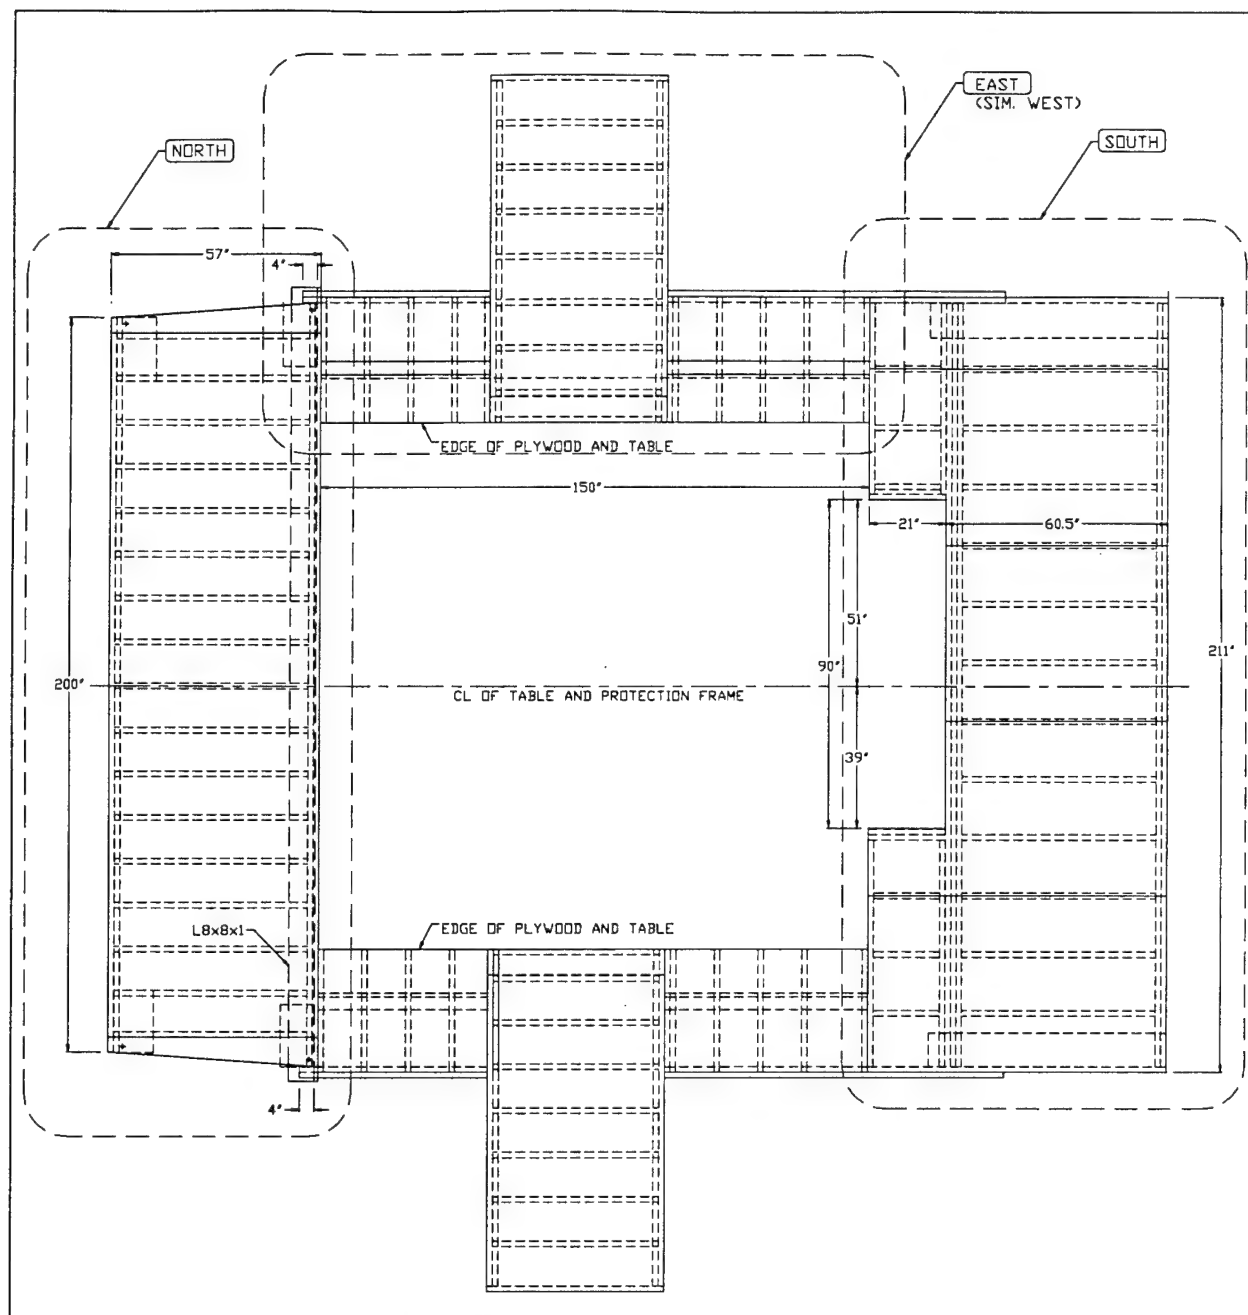 EAST
(SIM. WEST)
SOUTH
NORTH
57"
4"
EDGE OF PLYWOOD AND TABLE
150"
21"
60.5"
51"
211"
90"
200"
CL OF TABLE AND PROTECTION FRAME
39"
L8x8x1
EDGE OF PLYWOOD AND TABLE
4"